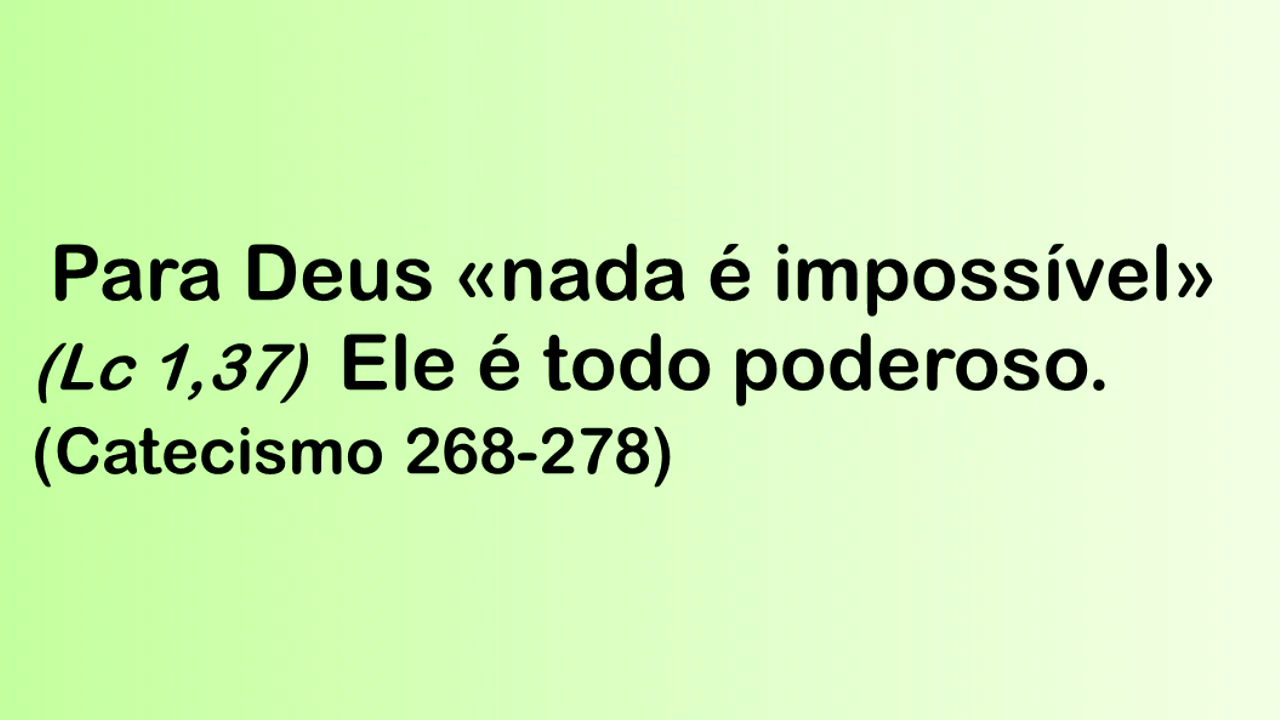 Para Deus «nada é impossível»
(Lc 1,37) Ele é todo poderoso.
(Catecismo 268-278)